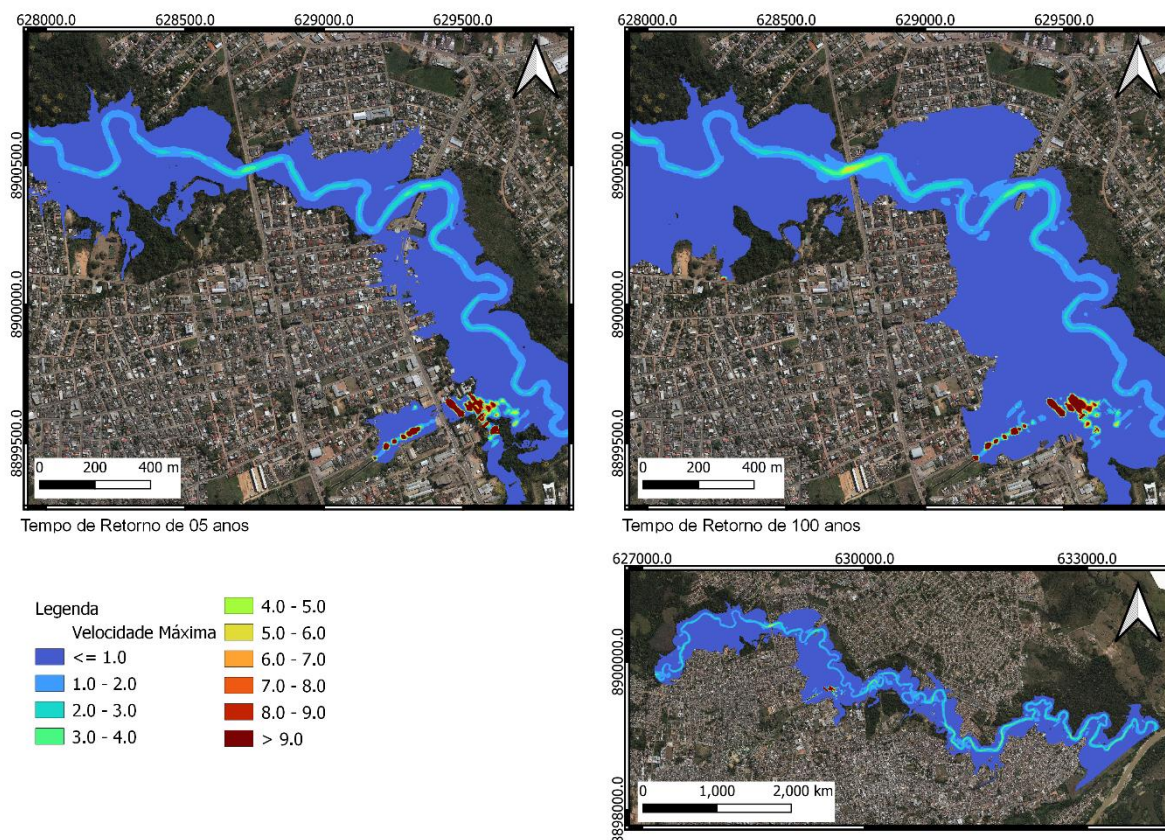 628000.0 628500.0 629000.0 629500.0
8900500.0
8900000.0
8899500.0
0 200 400 m
Tempo de Retorno de 05 anos
628000.0 628500.0 629000.0 629500.0
8900500.0
8900000.0
8899500.0
0 200 400 m
Tempo de Retorno de 100 anos
Legenda
Velocidade Máxima
<= 1.0
1.0 - 2.0
2.0 - 3.0
3.0 - 4.0
4.0 - 5.0
5.0 - 6.0
6.0 - 7.0
7.0 - 8.0
8.0 - 9.0
> 9.0
627000.0 630000.0 633000.0
8900000.0
8898000.0
0 1,000 2,000 km